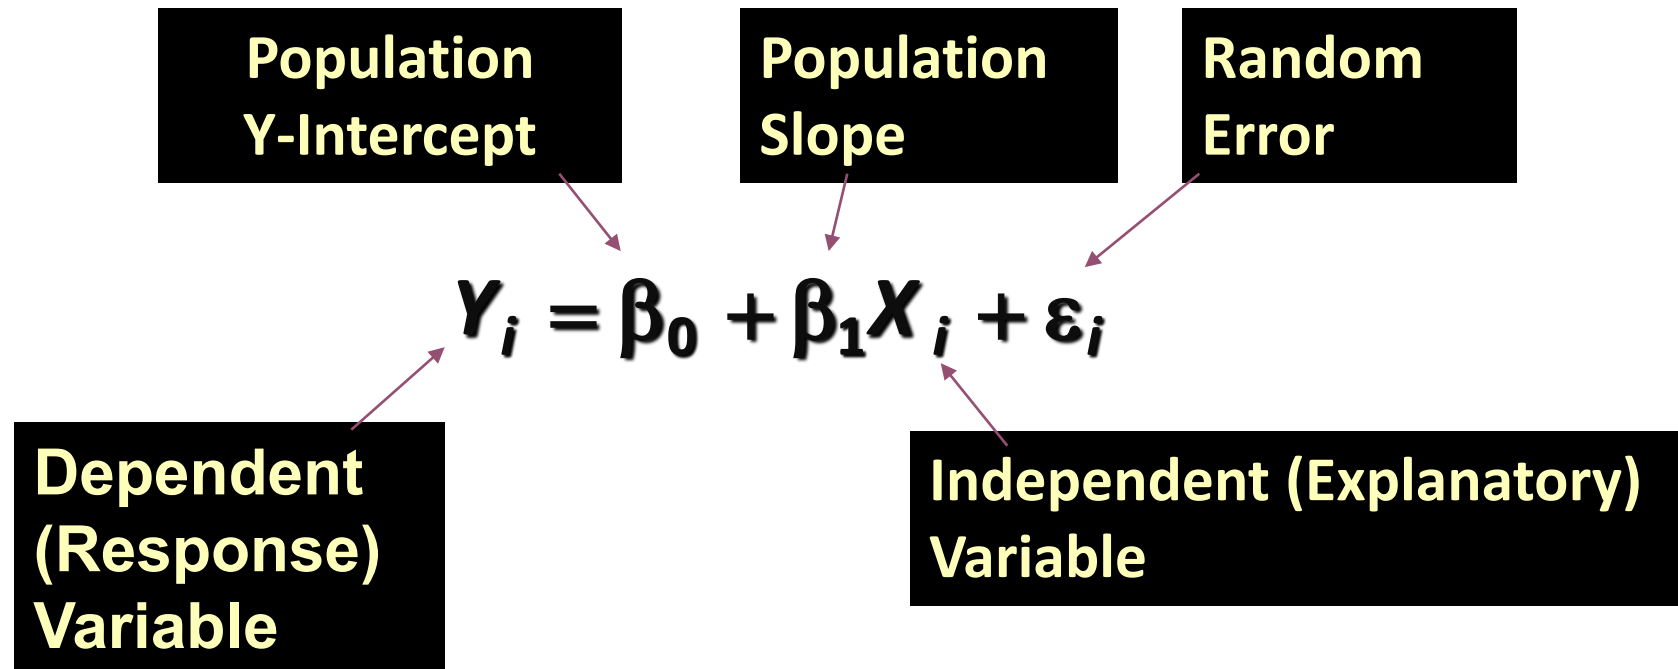 Population
Y-Intercept
Population
Slope
Random
Error
Yᵢ = β₀ + β₁Xᵢ + εᵢ
Dependent
(Response)
Variable
Independent (Explanatory)
Variable